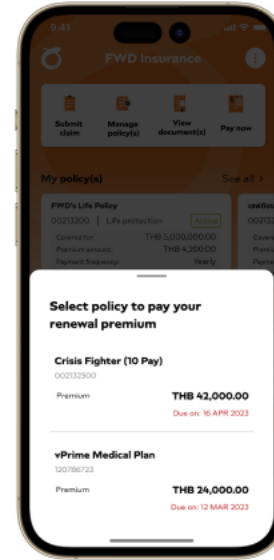 9:41
FWD Insurance
Submit claim
Manage policy(s)
View document(s)
Pay now
My policy(s)
See all >
FWD's Life Policy
00213200 | Life protection Active
Covered for: THB 5,000,000.00
Premium amount: THB 4,200.00
Payment frequency: Yearly
Select policy to pay your
renewal premium
Crisis Fighter (10 Pay)
002132500
Premium THB 42,000.00
Due on: 16 APR 2023
vPrime Medical Plan
120786723
Premium THB 24,000.00
Due on: 12 MAR 2023